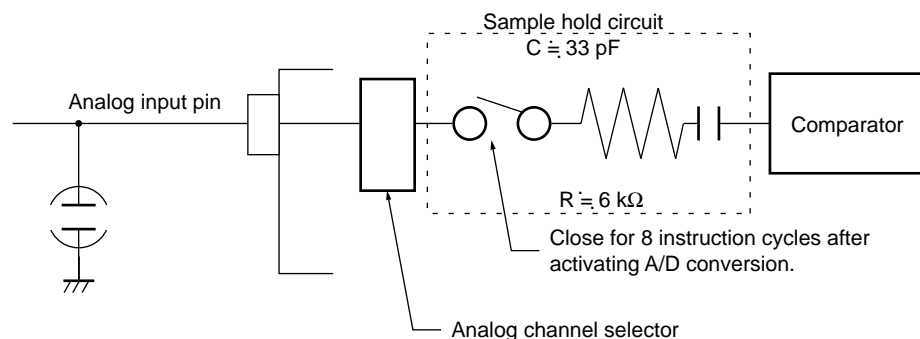 Sample hold circuit
C ≒ 33 pF
Analog input pin
Comparator
R ≒ 6 kΩ
Close for 8 instruction cycles after
activating A/D conversion.
Analog channel selector